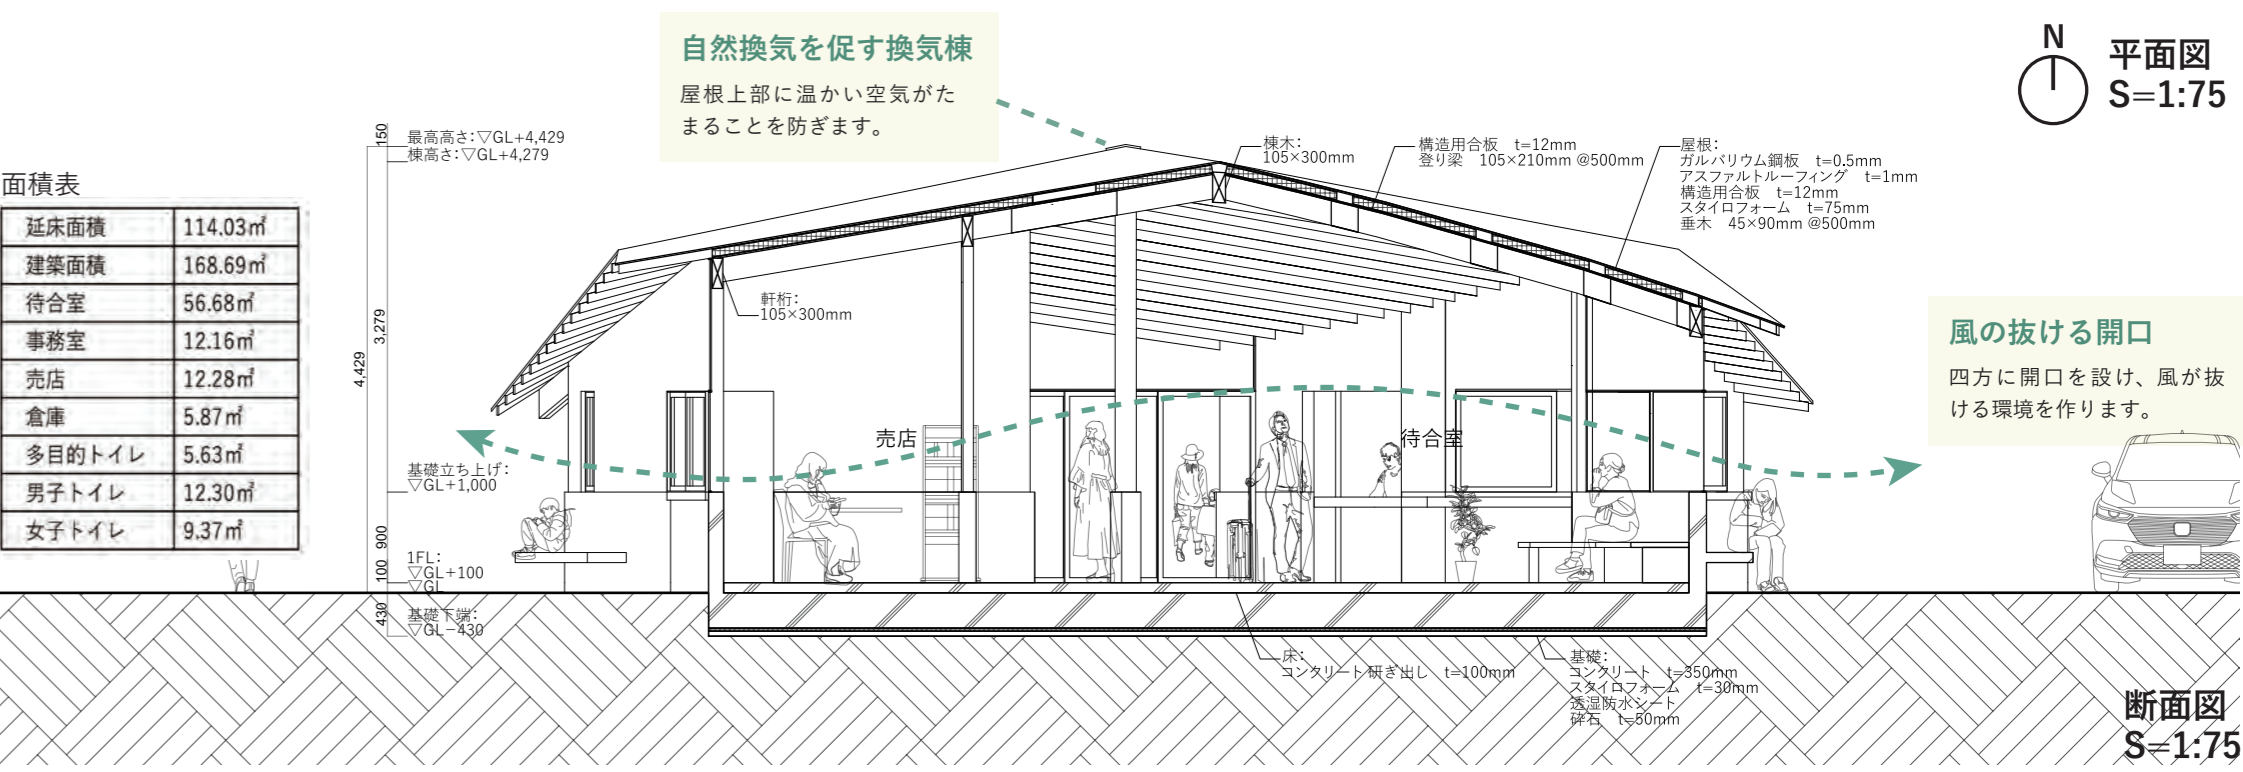 自然換気を促す換気棟
屋根上部に温かい空気がた
まることを防ぎます。
N
平面図
S=1:75
面積表
延床面積 114.03㎡
建築面積 168.69㎡
待合室 56.68㎡
事務室 12.16㎡
売店 12.28㎡
倉庫 5.87㎡
多目的トイレ 5.63㎡
男子トイレ 12.30㎡
女子トイレ 9.37㎡
150
最高高さ:▽GL+4,429
棟高さ:▽GL+4,279
3,279
4,429
基礎立ち上げ:
▽GL+1,000
900
1FL:
▽GL+100
▽GL
100
430
基礎下端:
▽GL−430
棟木:
105×300mm
構造用合板 t=12mm
登り梁 105×210mm @500mm
屋根:
ガルバリウム鋼板 t=0.5mm
アスファルトルーフィング t=1mm
構造用合板 t=12mm
スタイロフォーム t=75mm
垂木 45×90mm @500mm
軒桁:
105×300mm
売店
待合室
風の抜ける開口
四方に開口を設け、風が抜
ける環境を作ります。
床:
コンクリート研ぎ出し t=100mm
基礎:
コンクリート t=350mm
スタイロフォーム t=30mm
透湿防水シート
砕石 t=50mm
断面図
S=1:75